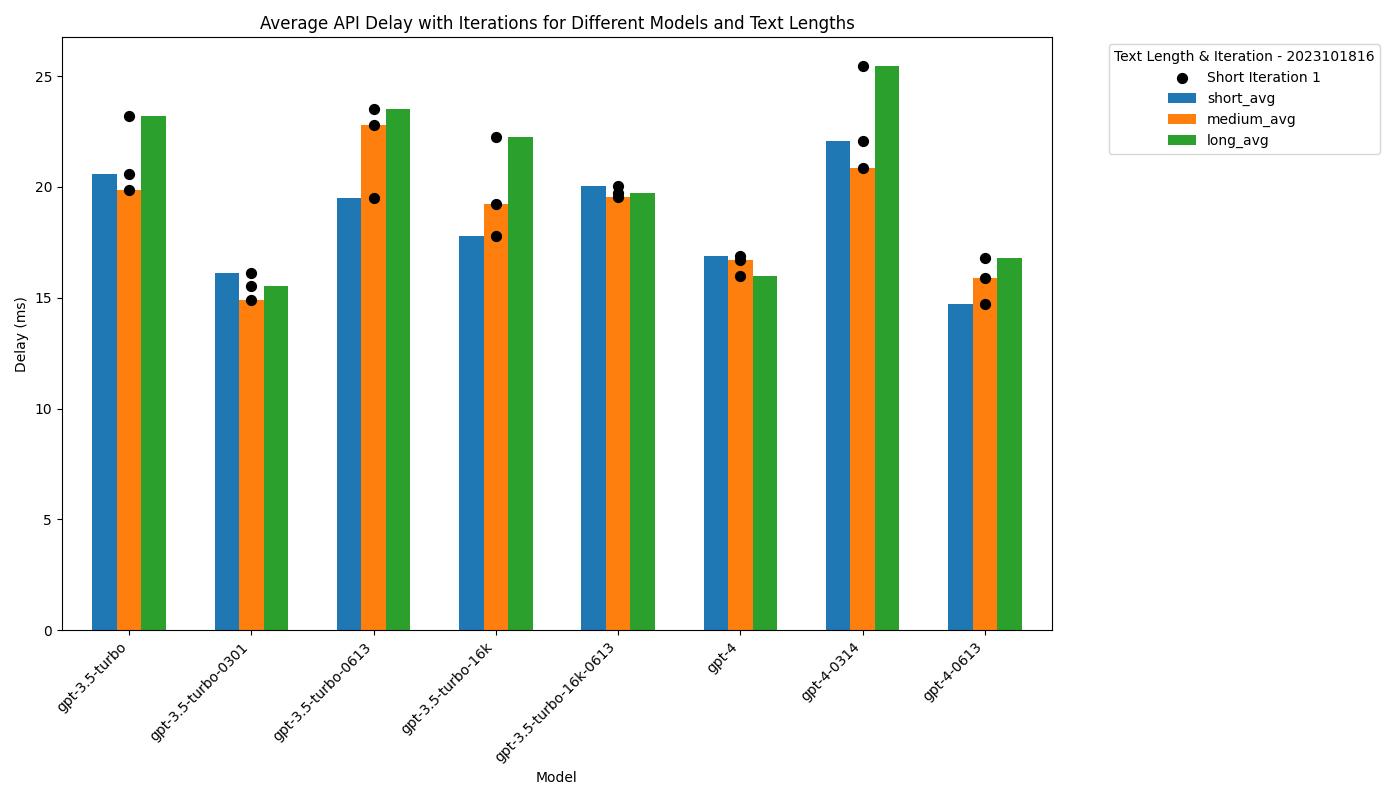 Average API Delay with Iterations for Different Models and Text Lengths
Text Length & Iteration - 2023101816
Short Iteration 1
short_avg
medium_avg
long_avg
Delay (ms)
25
20
15
10
5
0
gpt-3.5-turbo
gpt-3.5-turbo-0301
gpt-3.5-turbo-0613
gpt-3.5-turbo-16k
gpt-3.5-turbo-16k-0613
gpt-4
gpt-4-0314
gpt-4-0613
Model